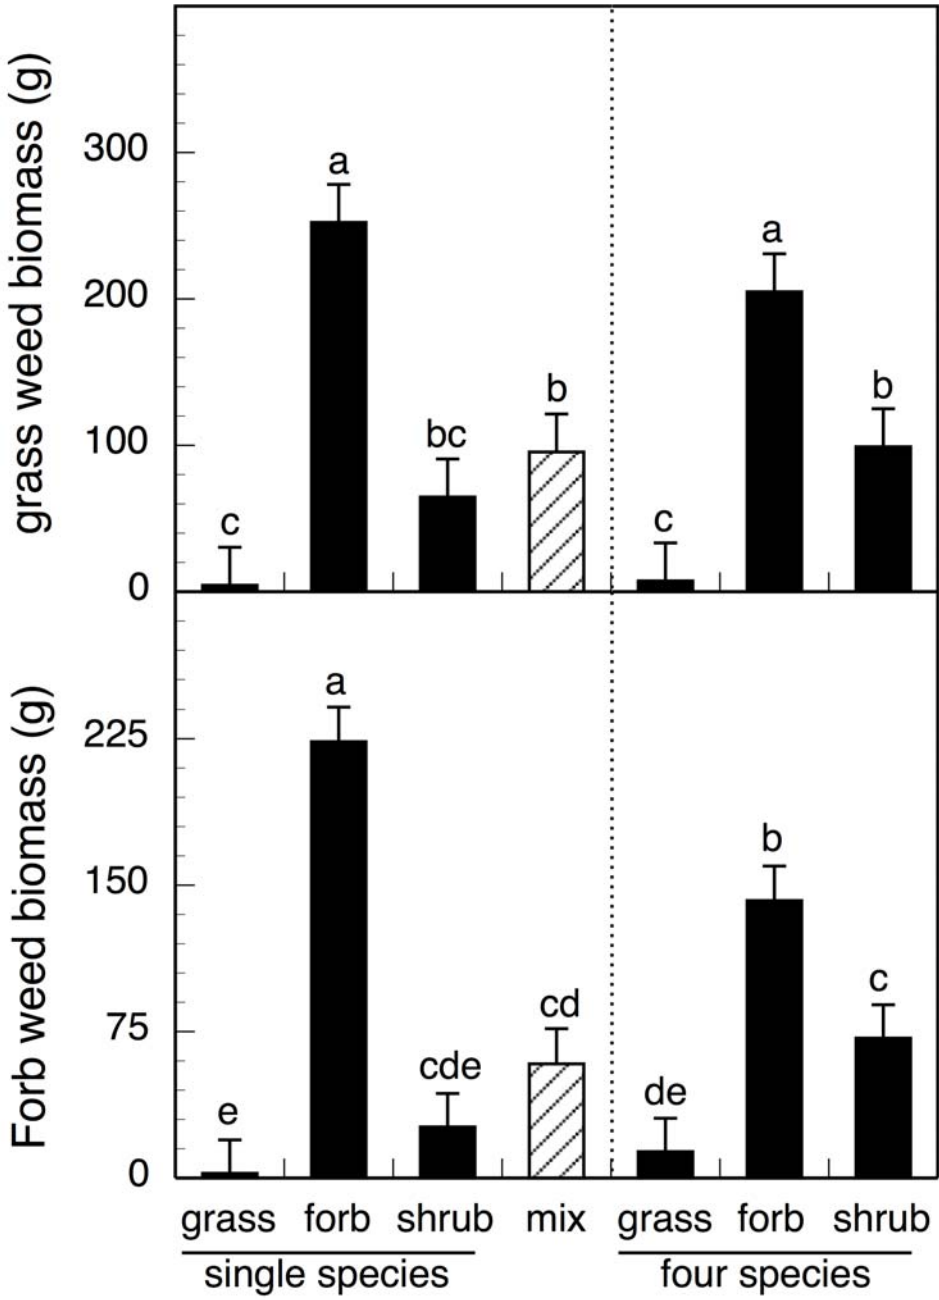 grass weed biomass (g)
300
200
100
0
a
a
b
b
bc
c
c
Forb weed biomass (g)
225
150
75
0
a
b
c
cd
cde
de
e
grass forb shrub mix grass forb shrub
single species four species